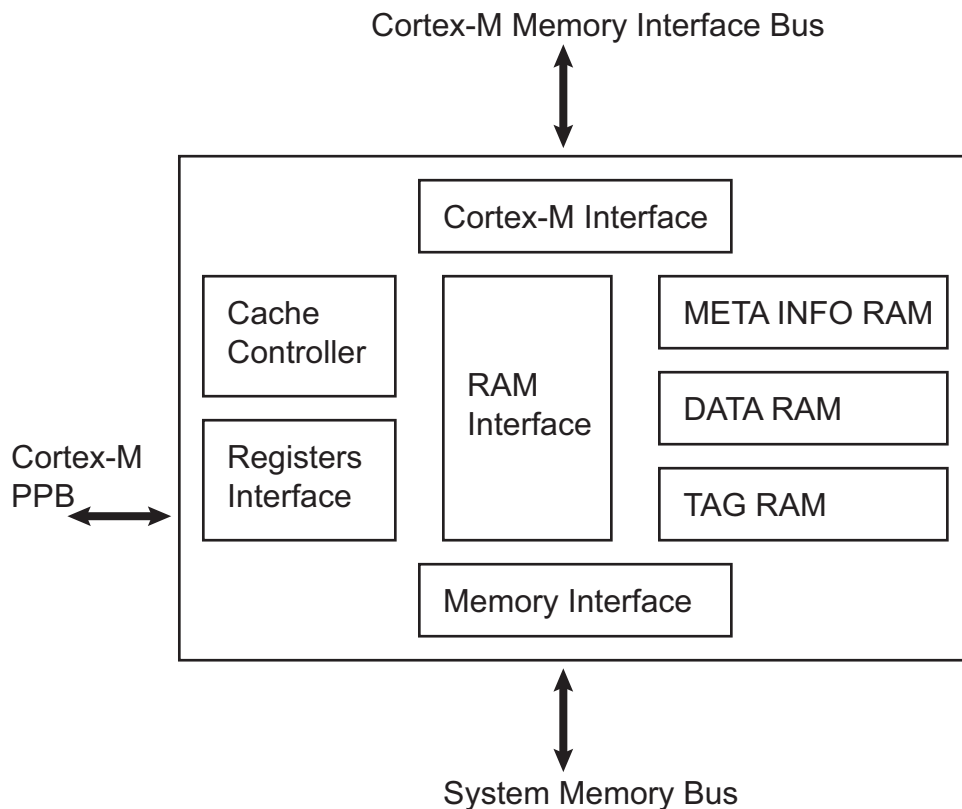 Cortex-M Memory Interface Bus
Cortex-M Interface
Cache
Controller
RAM
Interface
META INFO RAM
DATA RAM
TAG RAM
Registers
Interface
Cortex-M
PPB
Memory Interface
System Memory Bus